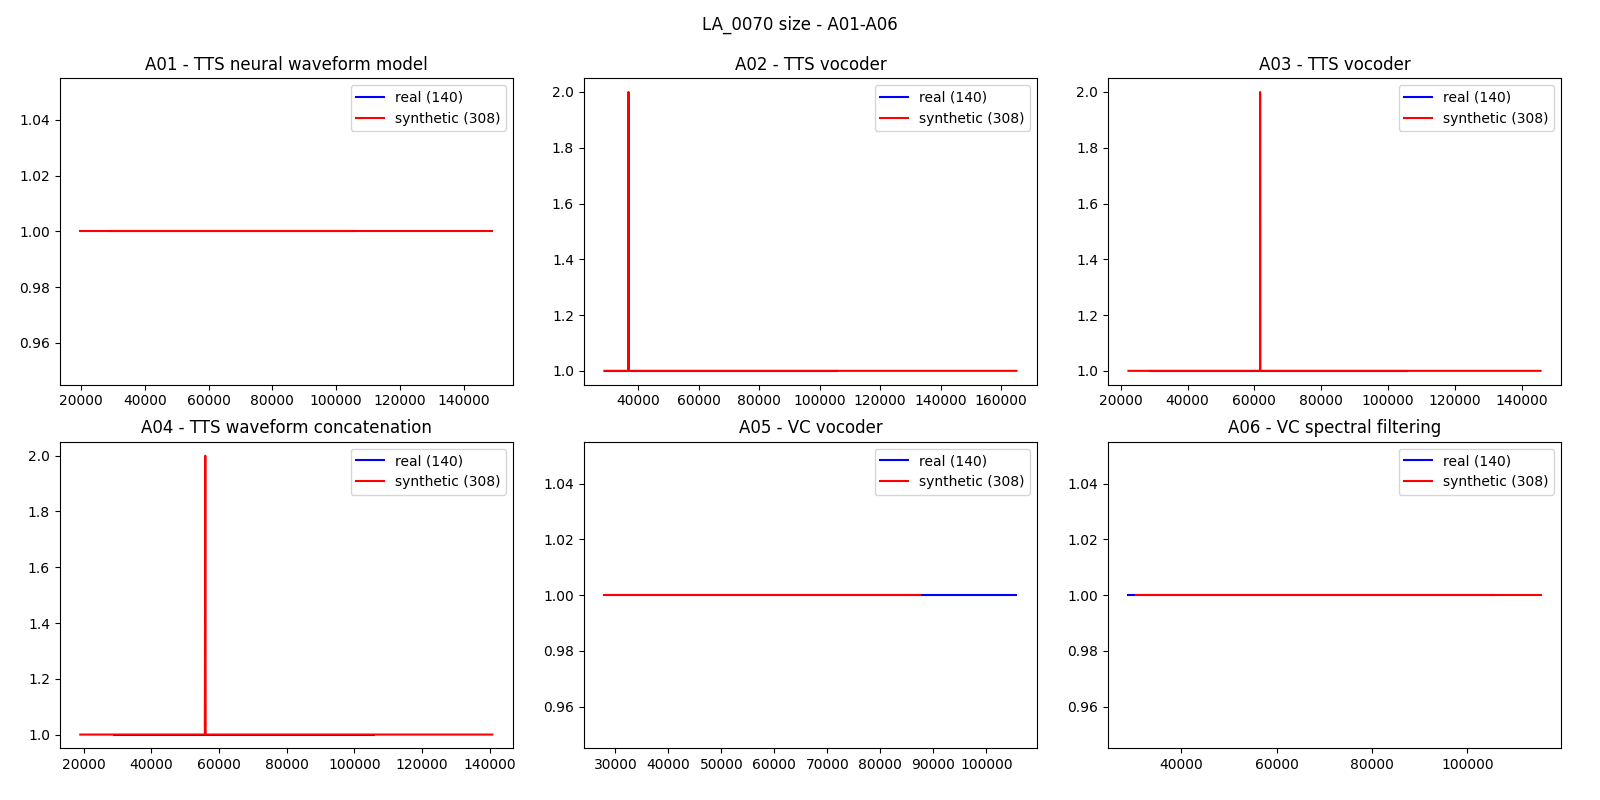 LA_0070 size - A01-A06
A01 - TTS neural waveform model
real (140)
synthetic (308)
1.04
1.02
1.00
0.98
0.96
20000 40000 60000 80000 100000 120000 140000
A02 - TTS vocoder
real (140)
synthetic (308)
2.0
1.8
1.6
1.4
1.2
1.0
40000 60000 80000 100000 120000 140000 160000
A03 - TTS vocoder
real (140)
synthetic (308)
2.0
1.8
1.6
1.4
1.2
1.0
20000 40000 60000 80000 100000 120000 140000
A04 - TTS waveform concatenation
real (140)
synthetic (308)
2.0
1.8
1.6
1.4
1.2
1.0
20000 40000 60000 80000 100000 120000 140000
A05 - VC vocoder
real (140)
synthetic (308)
1.04
1.02
1.00
0.98
0.96
30000 40000 50000 60000 70000 80000 90000 100000
A06 - VC spectral filtering
real (140)
synthetic (308)
1.04
1.02
1.00
0.98
0.96
40000 60000 80000 100000